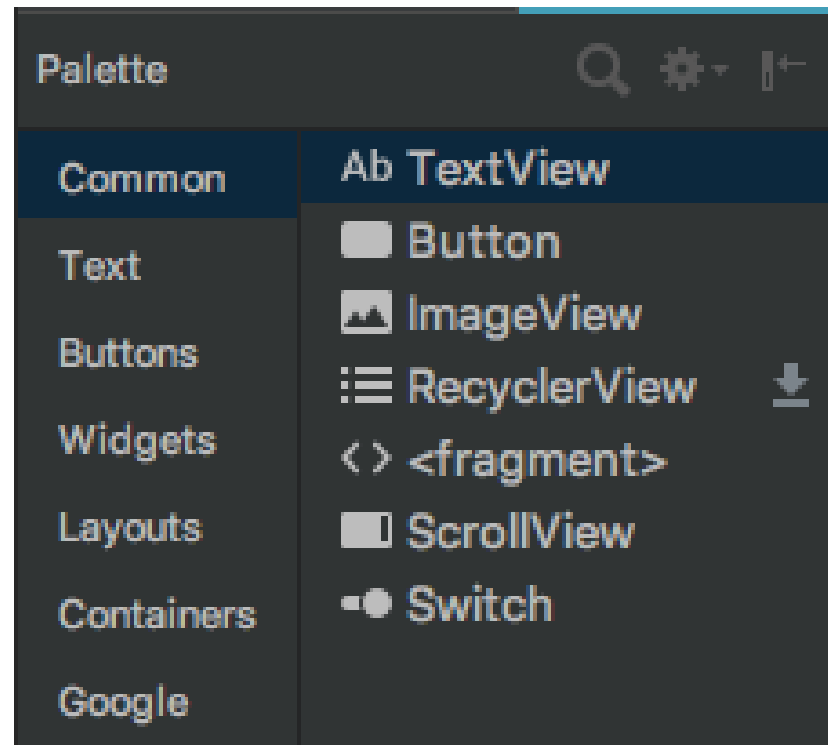 Palette
Common
Text
Buttons
Widgets
Layouts
Containers
Google
Ab TextView
Button
ImageView
RecyclerView
<fragment>
ScrollView
Switch